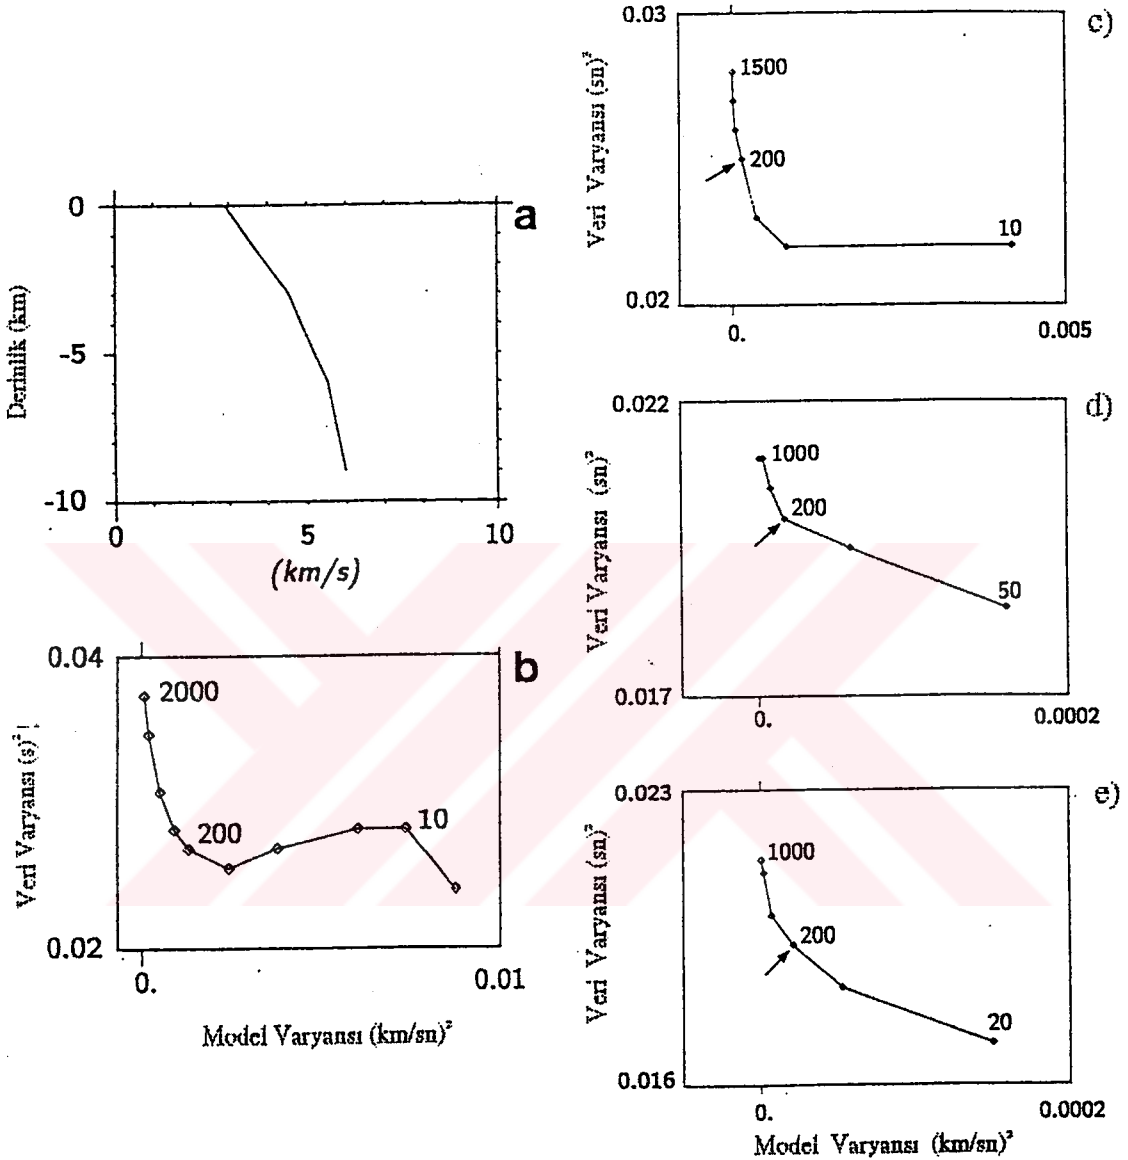 a
0
-5
-10
0
5
10
(km/s)
Derinlik (km)
b
0.04
2000
200
10
0.02
0.
0.01
Veri Varyansı (s)²
Model Varyansı (km/sn)²
c)
0.03
1500
200
10
0.02
0.
0.005
Veri Varyansı (sn)²
d)
0.022
1000
200
50
0.017
0.
0.0002
Veri Varyansı (sn)²
e)
0.023
1000
200
20
0.016
0.
0.0002
Veri Varyansı (sn)²
Model Varyansı (km/sn)²